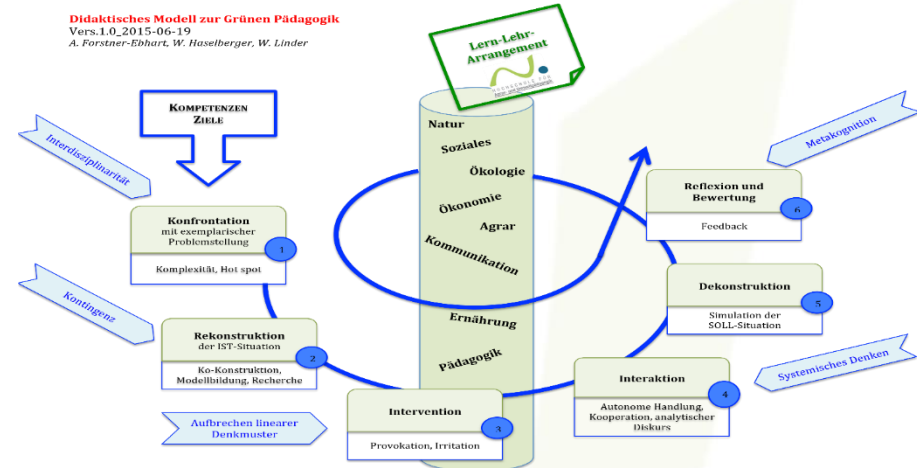 Didaktisches Modell zur Grünen Pädagogik
Vers.1.0_2015-06-19
A. Forstner-Ebhart, W. Haselberger, W. Linder
Lern-Lehr-
Arrangement
HOCHSCHULE FÜR
KOMPETENZEN
ZIELE
Interdisziplinarität
Metakognition
Natur
Soziales
Ökologie
Ökonomie
Agrar
Kommunikation
Ernährung
Pädagogik
Konfrontation
mit exemplarischer
Problemstellung
1
Komplexität, Hot spot
Kontingenz
Rekonstruktion
der IST-Situation
2
Ko-Konstruktion,
Modellbildung, Recherche
Aufbrechen linearer
Denkmuster
Intervention
3
Provokation, Irritation
Interaktion
4
Autonome Handlung,
Kooperation, analytischer
Diskurs
Systemisches Denken
Dekonstruktion
5
Simulation der
SOLL-Situation
Reflexion und
Bewertung
6
Feedback